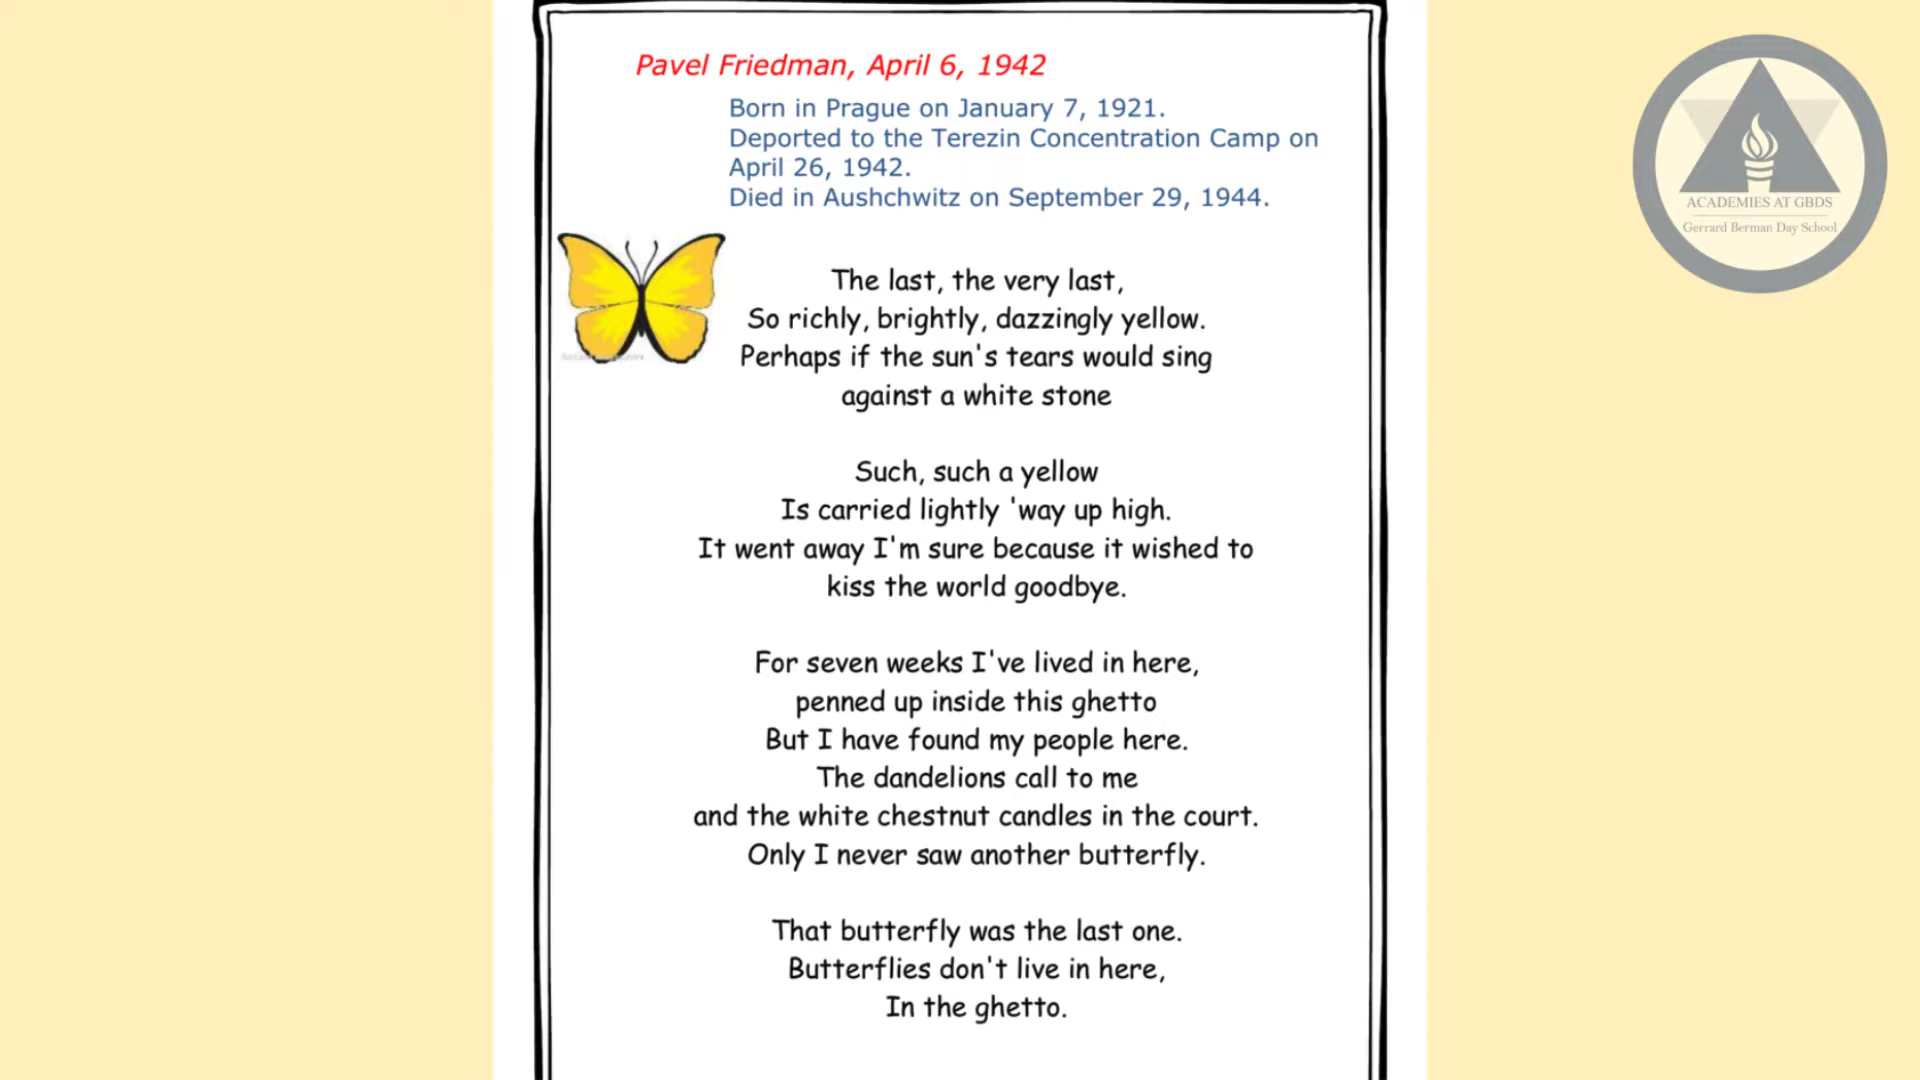 Pavel Friedman, April 6, 1942
Born in Prague on January 7, 1921.
Deported to the Terezin Concentration Camp on
April 26, 1942.
Died in Aushchwitz on September 29, 1944.
The last, the very last,
So richly, brightly, dazzingly yellow.
Perhaps if the sun's tears would sing
against a white stone
Such, such a yellow
Is carried lightly 'way up high.
It went away I'm sure because it wished to
kiss the world goodbye.
For seven weeks I've lived in here,
penned up inside this ghetto
But I have found my people here.
The dandelions call to me
and the white chestnut candles in the court.
Only I never saw another butterfly.
That butterfly was the last one.
Butterflies don't live in here,
In the ghetto.
ACADEMIES AT GBDS
Gerrard Berman Day School